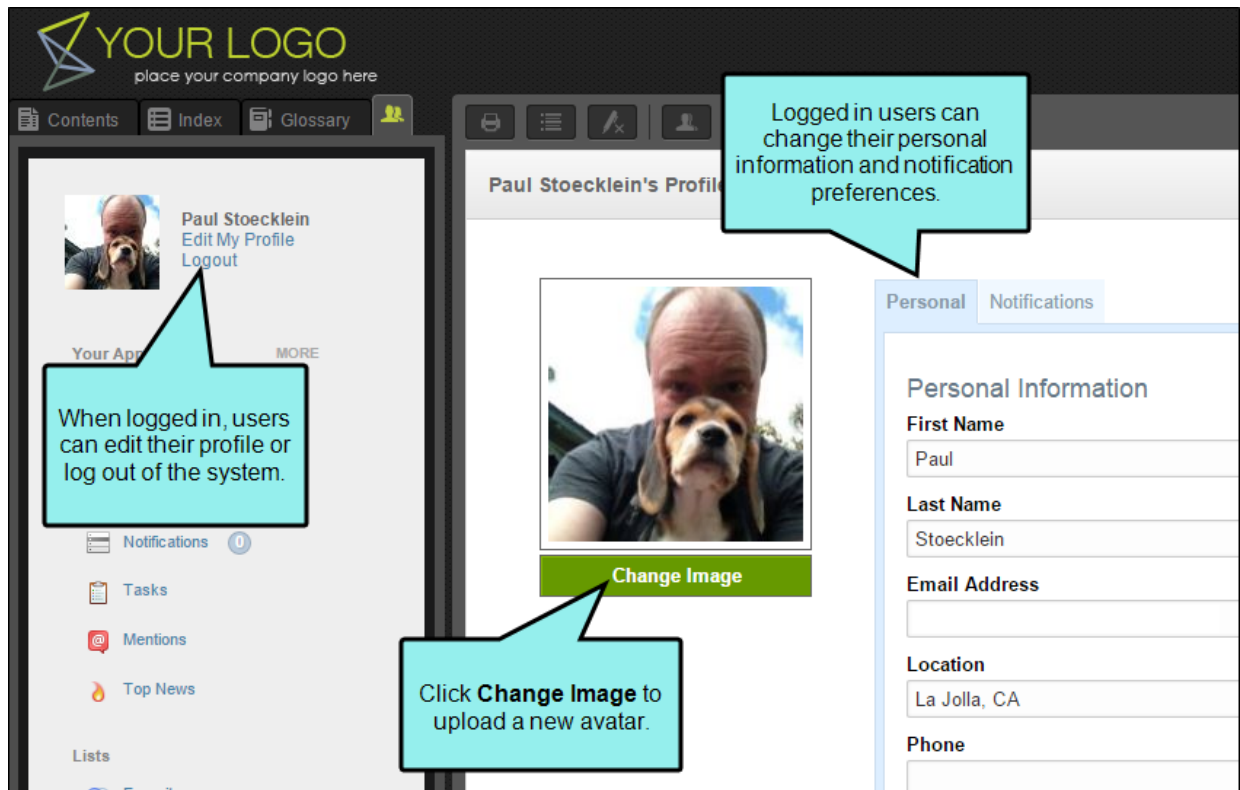 YOUR LOGO
place your company logo here
Contents
Index
Glossary
Paul Stoecklein
Edit My Profile
Logout
Your
MORE
When logged in, users
can edit their profile or
log out of the system.
Notifications 0
Tasks
Mentions
Top News
Lists
Paul Stoecklein's Profile
Logged in users can
change their personal
information and notification
preferences.
Change Image
Click Change Image to
upload a new avatar.
Personal
Notifications
Personal Information
First Name
Paul
Last Name
Stoecklein
Email Address
Location
La Jolla, CA
Phone